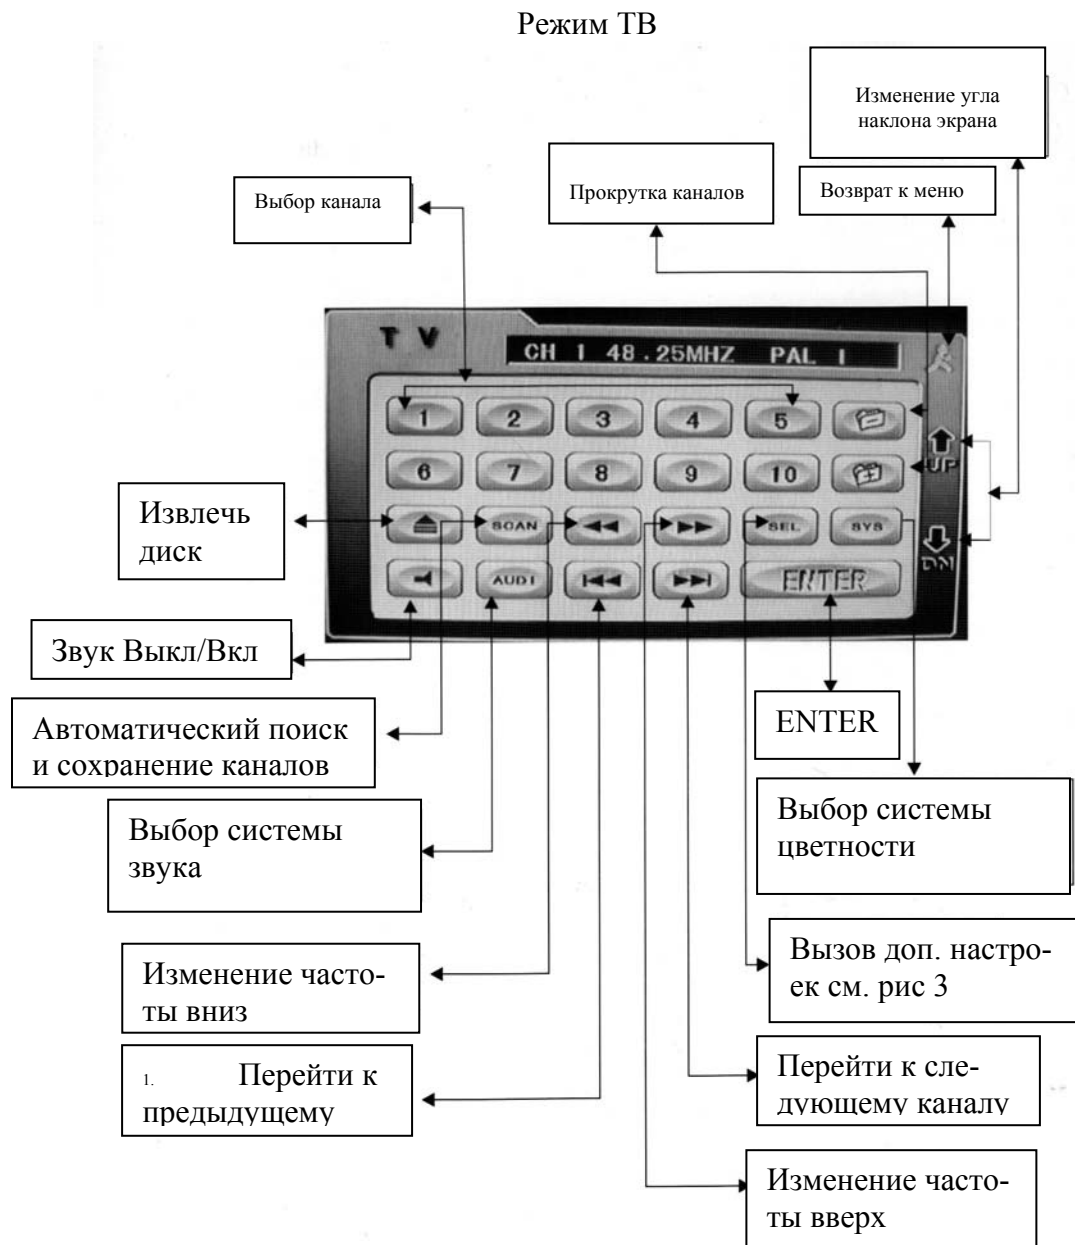 Режим ТВ
Изменение угла
наклона экрана
Прокрутка каналов
Возврат к меню
Выбор канала
T V
CH 1 48.25MHZ PAL I
1 2 3 4 5
UP
6 7 8 9 10
Извлечь
диск
SCAN SEL SYS
DN
AUDI ENTER
Звук Выкл/Вкл
Автоматический поиск
и сохранение каналов
ENTER
Выбор системы
цветности
Выбор системы
звука
Вызов доп. настро-
ек см. рис 3
Изменение часто-
ты вниз
1. Перейти к
предыдущему
Перейти к сле-
дующему каналу
Изменение часто-
ты вверх